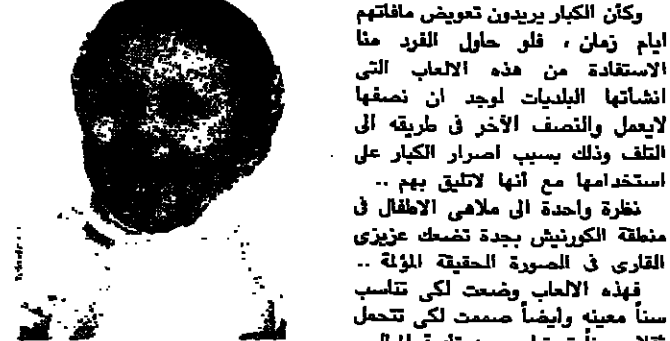 وكأن الكبار يريدون تعويض مافاتهم
ايام زمان ، فلو حاول الفرد منا
الاستفادة من هذه الالعاب التى
انشأتها البلديات لوجد ان نصفها
لايعمل والنصف الآخر فى طريقه الى
التلف وذلك بسبب اصرار الكبار على
استخدامها مع أنها لاتليق بهم ..
نظرة واحدة الى ملاهى الاطفال فى
منطقة الكورنيش بجدة تضعك عزيزى
القارى فى الصورة الحقيقة المؤلمة ..
فهذه الالعاب وضعت لكى تناسب
سناً معينه وايضاً صممت لكى تتحمل